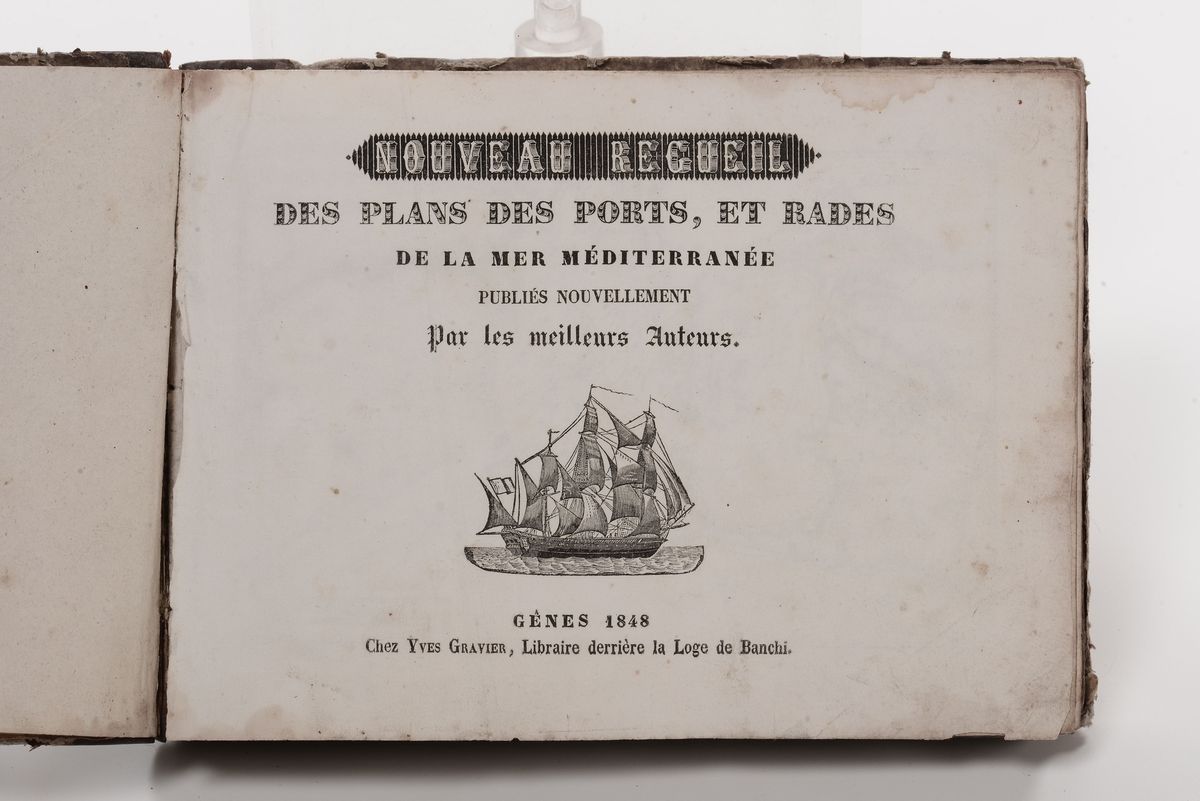 NOUVEAU RECUEIL
DES PLANS DES PORTS, ET RADES
DE LA MER MÉDITERRANÉE
PUBLIÉS NOUVELLEMENT
Par les meilleurs Auteurs.
GÊNES 1848
Chez YVES GRAVIER, Libraire derrière la Loge de Banchi.